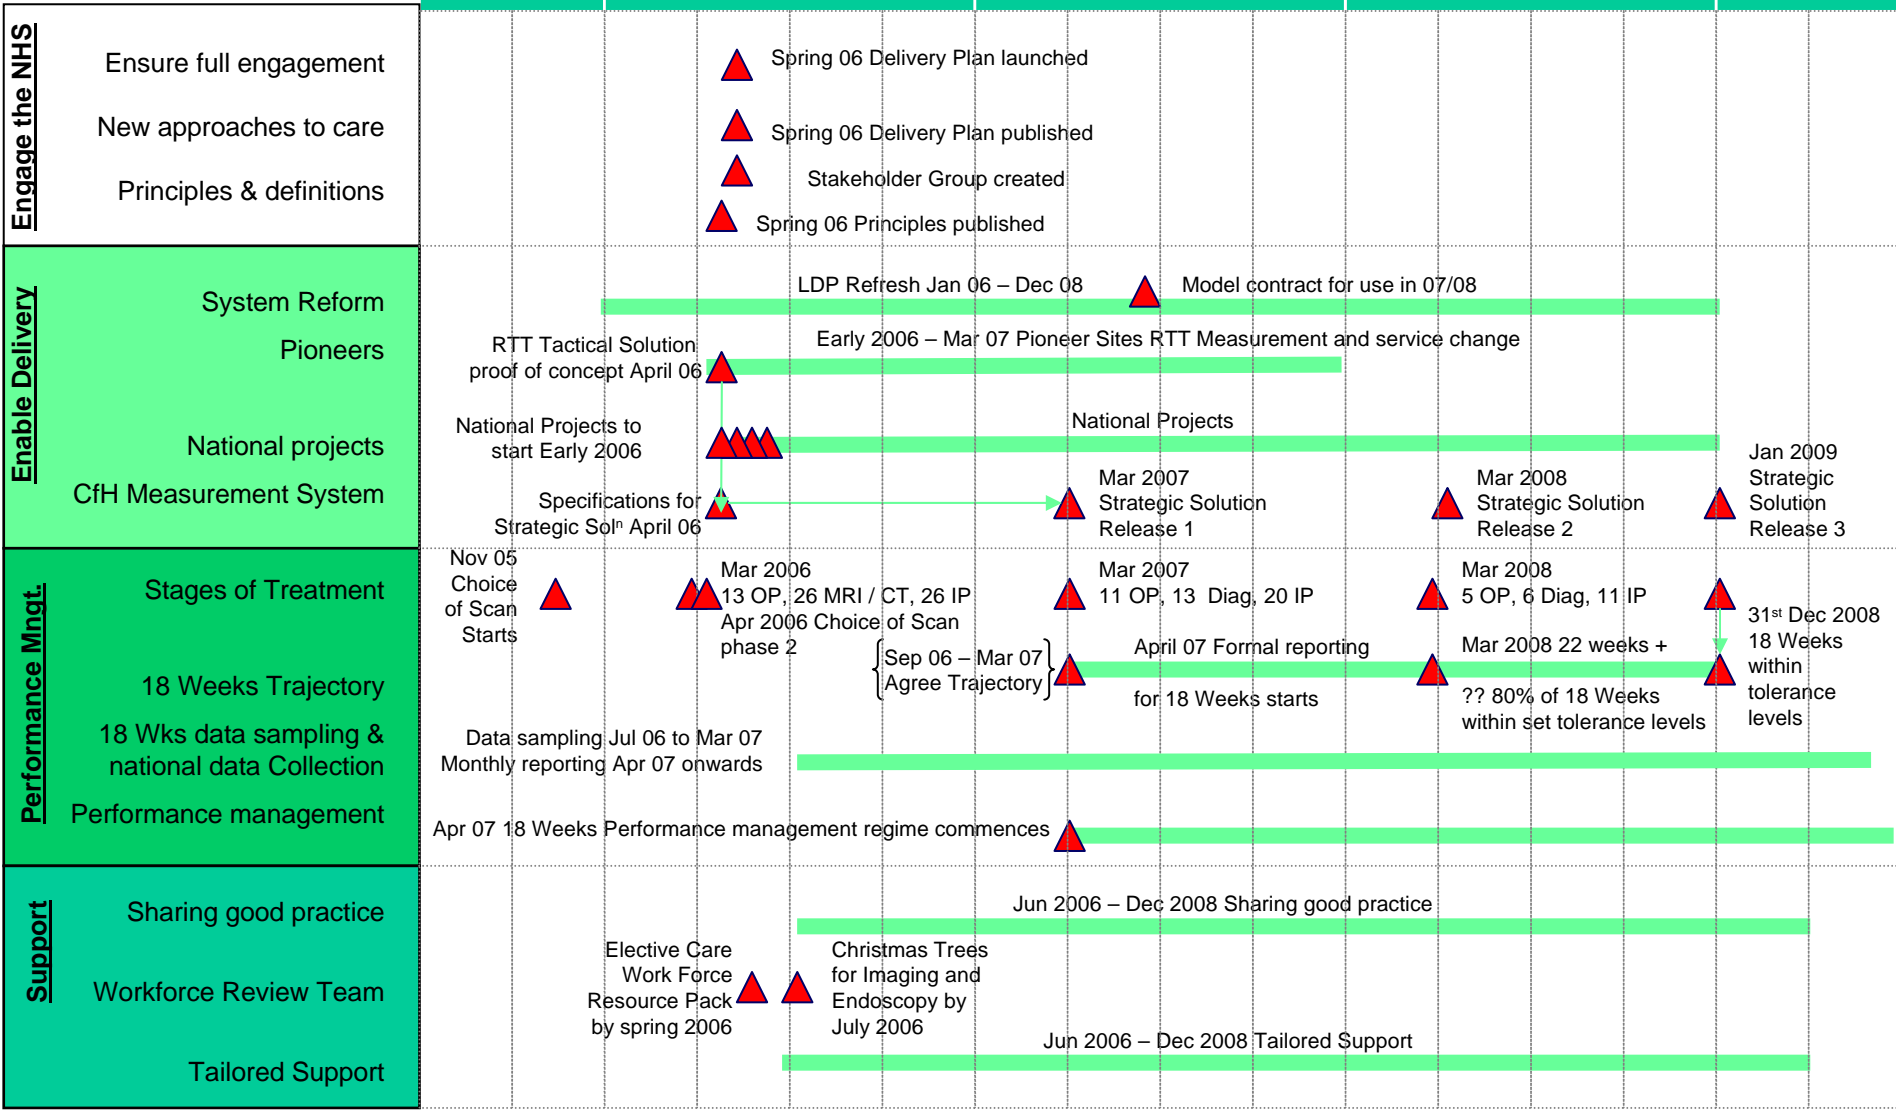 Engage the NHS
Ensure full engagement
New approaches to care
Principles & definitions
Spring 06 Delivery Plan launched
Spring 06 Delivery Plan published
Stakeholder Group created
Spring 06 Principles published
Enable Delivery
System Reform
Pioneers
National projects
CfH Measurement System
LDP Refresh Jan 06 – Dec 08
Model contract for use in 07/08
RTT Tactical Solution
proof of concept April 06
Early 2006 – Mar 07 Pioneer Sites RTT Measurement and service change
National Projects to
start Early 2006
National Projects
Specifications for
Strategic Solⁿ April 06
Mar 2007
Strategic Solution
Release 1
Mar 2008
Strategic Solution
Release 2
Jan 2009
Strategic
Solution
Release 3
Performance Mngt.
Stages of Treatment
18 Weeks Trajectory
18 Wks data sampling &
national data Collection
Performance management
Nov 05
Choice
of Scan
Starts
Mar 2006
13 OP, 26 MRI / CT, 26 IP
Apr 2006 Choice of Scan
phase 2
Mar 2007
11 OP, 13 Diag, 20 IP
Mar 2008
5 OP, 6 Diag, 11 IP
31st Dec 2008
18 Weeks
within
tolerance
levels
Sep 06 – Mar 07
Agree Trajectory
April 07 Formal reporting
for 18 Weeks starts
Mar 2008 22 weeks +
?? 80% of 18 Weeks
within set tolerance levels
Data sampling Jul 06 to Mar 07
Monthly reporting Apr 07 onwards
Apr 07 18 Weeks Performance management regime commences
Support
Sharing good practice
Workforce Review Team
Tailored Support
Jun 2006 – Dec 2008 Sharing good practice
Elective Care
Work Force
Resource Pack
by spring 2006
Christmas Trees
for Imaging and
Endoscopy by
July 2006
Jun 2006 – Dec 2008 Tailored Support